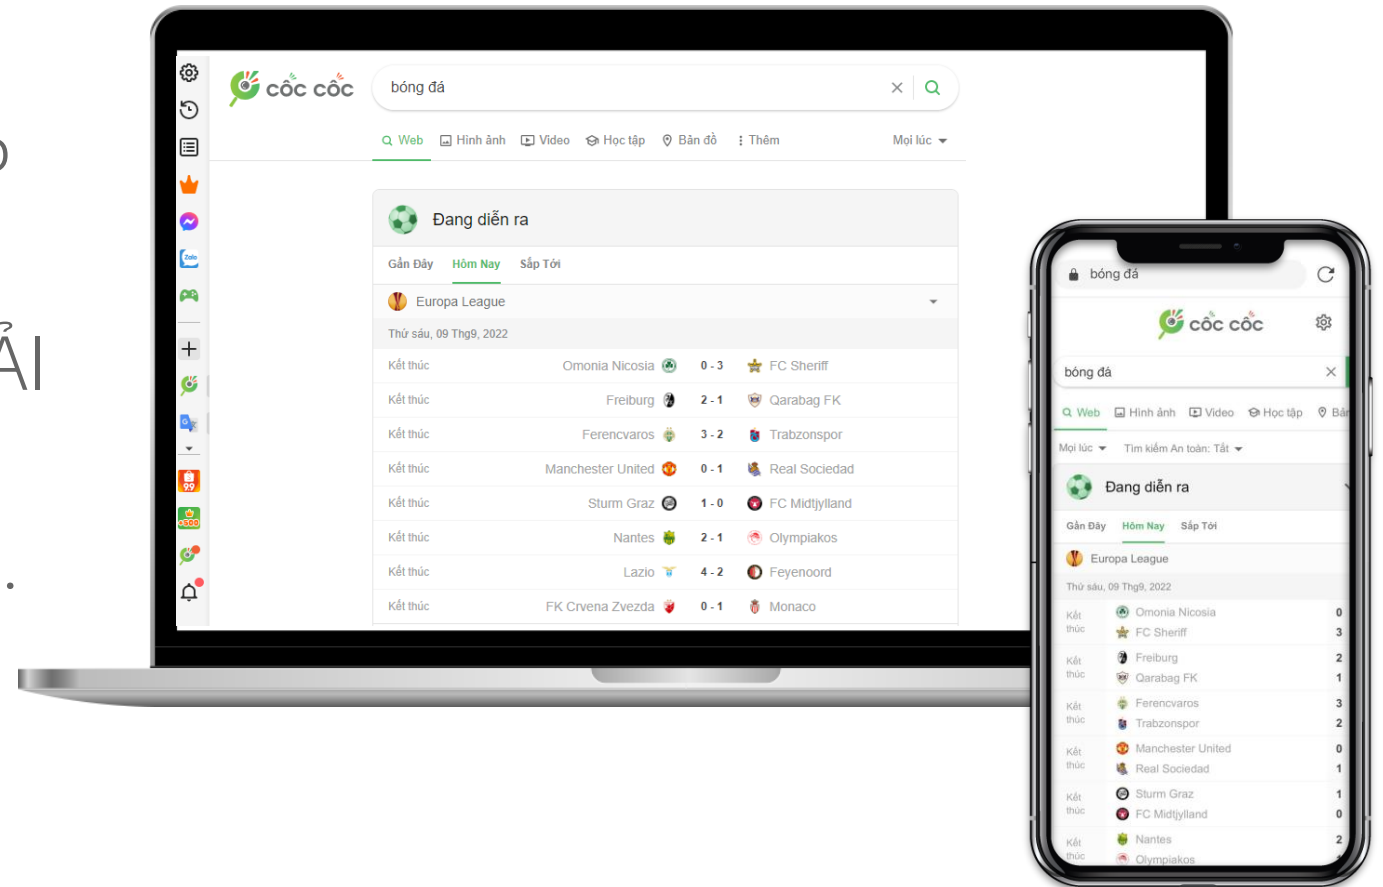 ẢI
.
cốc cốc
bóng đá
Web Hình ảnh Video Học tập Bản đồ Thêm Mọi lúc
Đang diễn ra
Gần Đây Hôm Nay Sắp Tới
Europa League
Thứ sáu, 09 Thg9, 2022
Kết thúc Omonia Nicosia 0 - 3 FC Sheriff
Kết thúc Freiburg 2 - 1 Qarabag FK
Kết thúc Ferencvaros 3 - 2 Trabzonspor
Kết thúc Manchester United 0 - 1 Real Sociedad
Kết thúc Sturm Graz 1 - 0 FC Midtjylland
Kết thúc Nantes 2 - 1 Olympiakos
Kết thúc Lazio 4 - 2 Feyenoord
Kết thúc FK Crvena Zvezda 0 - 1 Monaco
Zalo
9.9
+500
bóng đá
cốc cốc
bóng đá
Web Hình ảnh Video Học tập Bản
Mọi lúc Tìm kiếm An toàn: Tắt
Đang diễn ra
Gần Đây Hôm Nay Sắp Tới
Europa League
Thứ sáu, 09 Thg9, 2022
Kết thúc Omonia Nicosia 0
FC Sheriff 3
Kết thúc Freiburg 2
Qarabag FK 1
Kết thúc Ferencvaros 3
Trabzonspor 2
Kết thúc Manchester United 0
Real Sociedad 1
Kết thúc Sturm Graz 1
FC Midtjylland 0
Kết thúc Nantes 2
Olympiakos